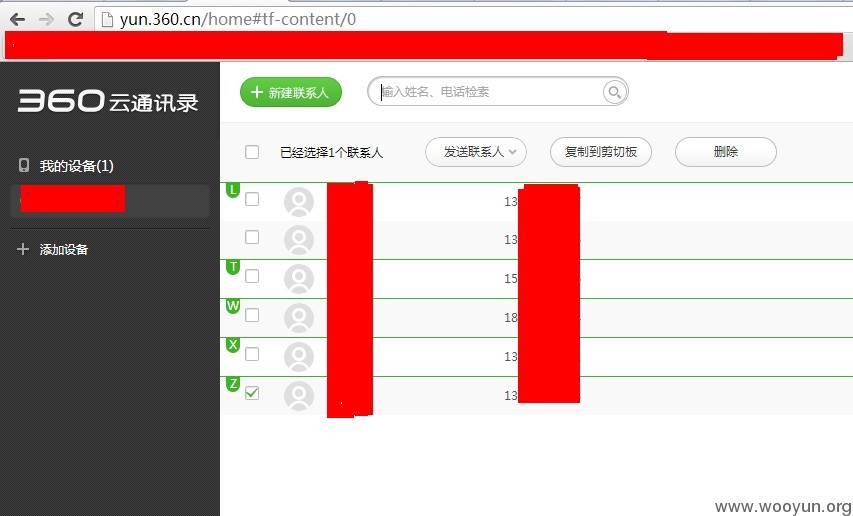 yun.360.cn/home#tf-content/0
360云通讯录
新建联系人
输入姓名、电话检索
我的设备(1)
添加设备
已经选择1个联系人
发送联系人
复制到剪切板
删除
L
13
13
T
15
W
18
X
13
Z
13
www.wooyun.org